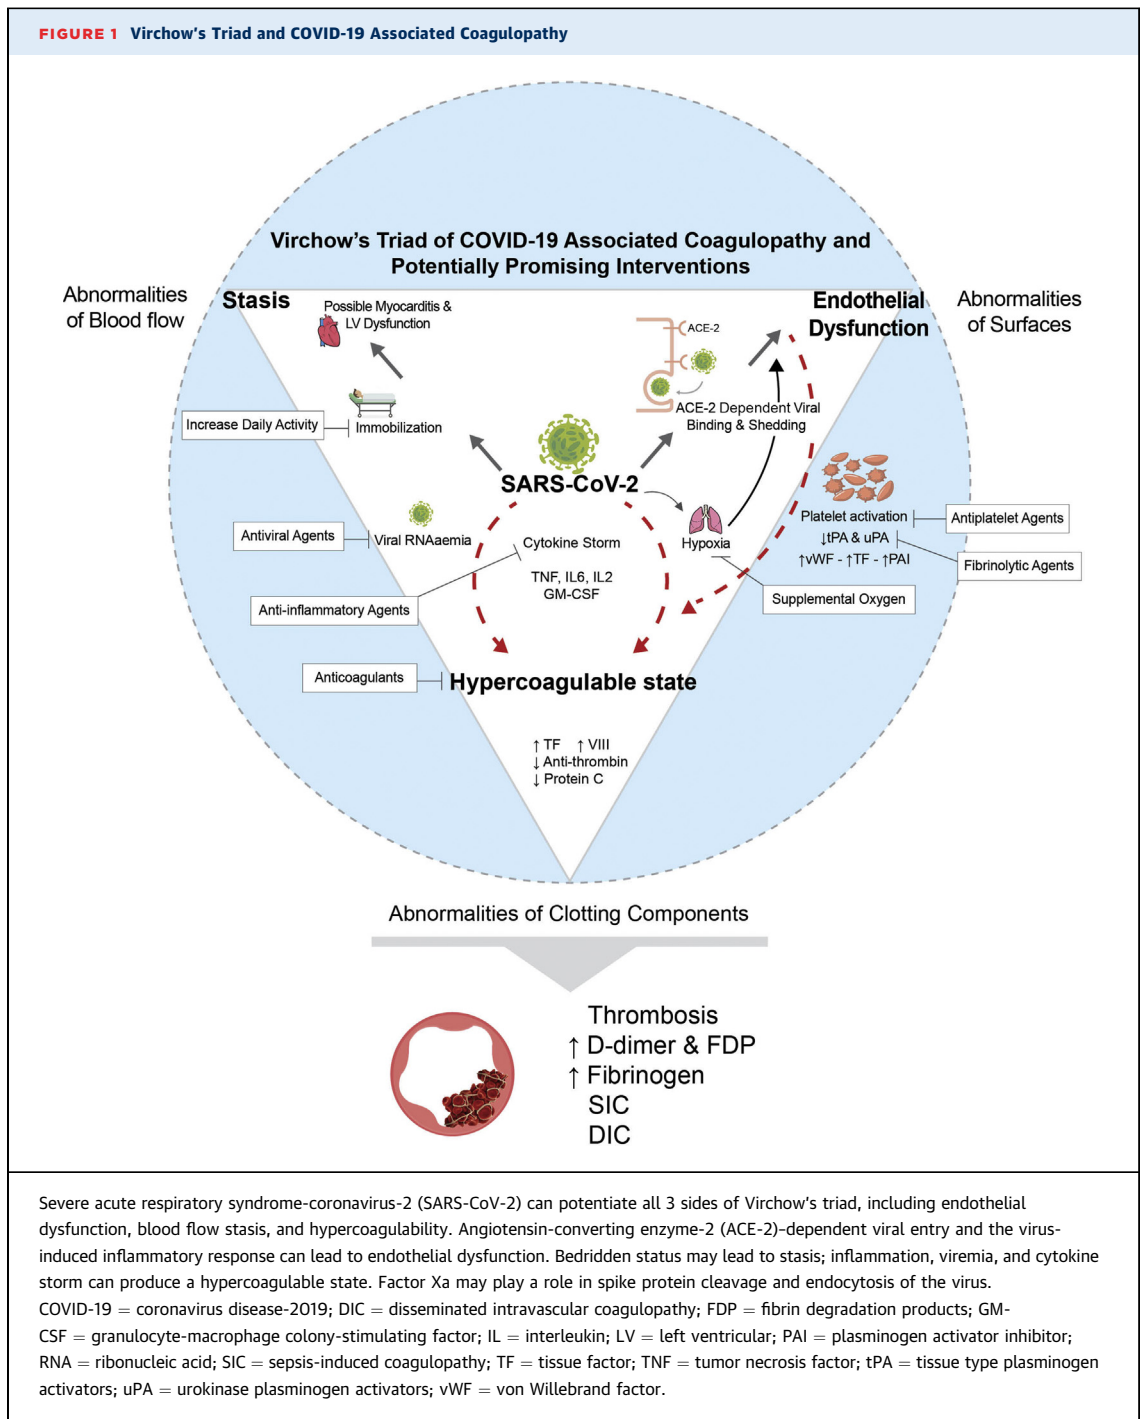 FIGURE 1 Virchow's Triad and COVID-19 Associated Coagulopathy
Virchow's Triad of COVID-19 Associated Coagulopathy and
Potentially Promising Interventions
Abnormalities
of Blood flow
Stasis
Possible Myocarditis &
LV Dysfunction
Endothelial
Dysfunction
Abnormalities
of Surfaces
ACE-2
ACE-2 Dependent Viral
Binding & Shedding
Increase Daily Activity
Immobilization
SARS-CoV-2
Platelet activation
↓tPA & uPA
↑vWF - ↑TF - ↑PAI
Antiplatelet Agents
Fibrinolytic Agents
Antiviral Agents
Viral RNAaemia
Cytokine Storm
TNF, IL6, IL2
GM-CSF
Hypoxia
Supplemental Oxygen
Anti-inflammatory Agents
Anticoagulants
Hypercoagulable state
↑ TF ↑ VIII
↓ Anti-thrombin
↓ Protein C
Abnormalities of Clotting Components
Thrombosis
↑ D-dimer & FDP
↑ Fibrinogen
SIC
DIC
Severe acute respiratory syndrome-coronavirus-2 (SARS-CoV-2) can potentiate all 3 sides of Virchow's triad, including endothelial
dysfunction, blood flow stasis, and hypercoagulability. Angiotensin-converting enzyme-2 (ACE-2)–dependent viral entry and the virus-
induced inflammatory response can lead to endothelial dysfunction. Bedridden status may lead to stasis; inflammation, viremia, and cytokine
storm can produce a hypercoagulable state. Factor Xa may play a role in spike protein cleavage and endocytosis of the virus.
COVID-19 = coronavirus disease-2019; DIC = disseminated intravascular coagulopathy; FDP = fibrin degradation products; GM-
CSF = granulocyte-macrophage colony-stimulating factor; IL = interleukin; LV = left ventricular; PAI = plasminogen activator inhibitor;
RNA = ribonucleic acid; SIC = sepsis-induced coagulopathy; TF = tissue factor; TNF = tumor necrosis factor; tPA = tissue type plasminogen
activators; uPA = urokinase plasminogen activators; vWF = von Willebrand factor.